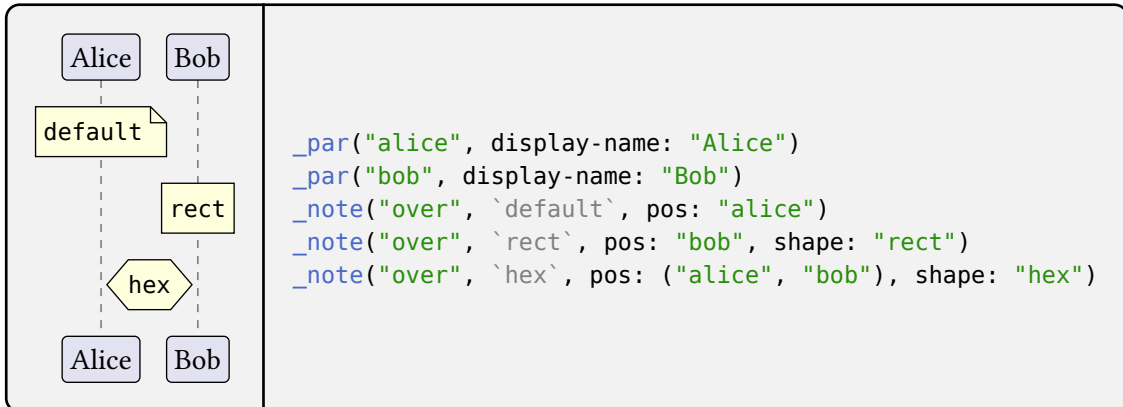 Alice Bob
default
rect
hex
Alice Bob
_par("alice", display-name: "Alice")
_par("bob", display-name: "Bob")
_note("over", `default`, pos: "alice")
_note("over", `rect`, pos: "bob", shape: "rect")
_note("over", `hex`, pos: ("alice", "bob"), shape: "hex")